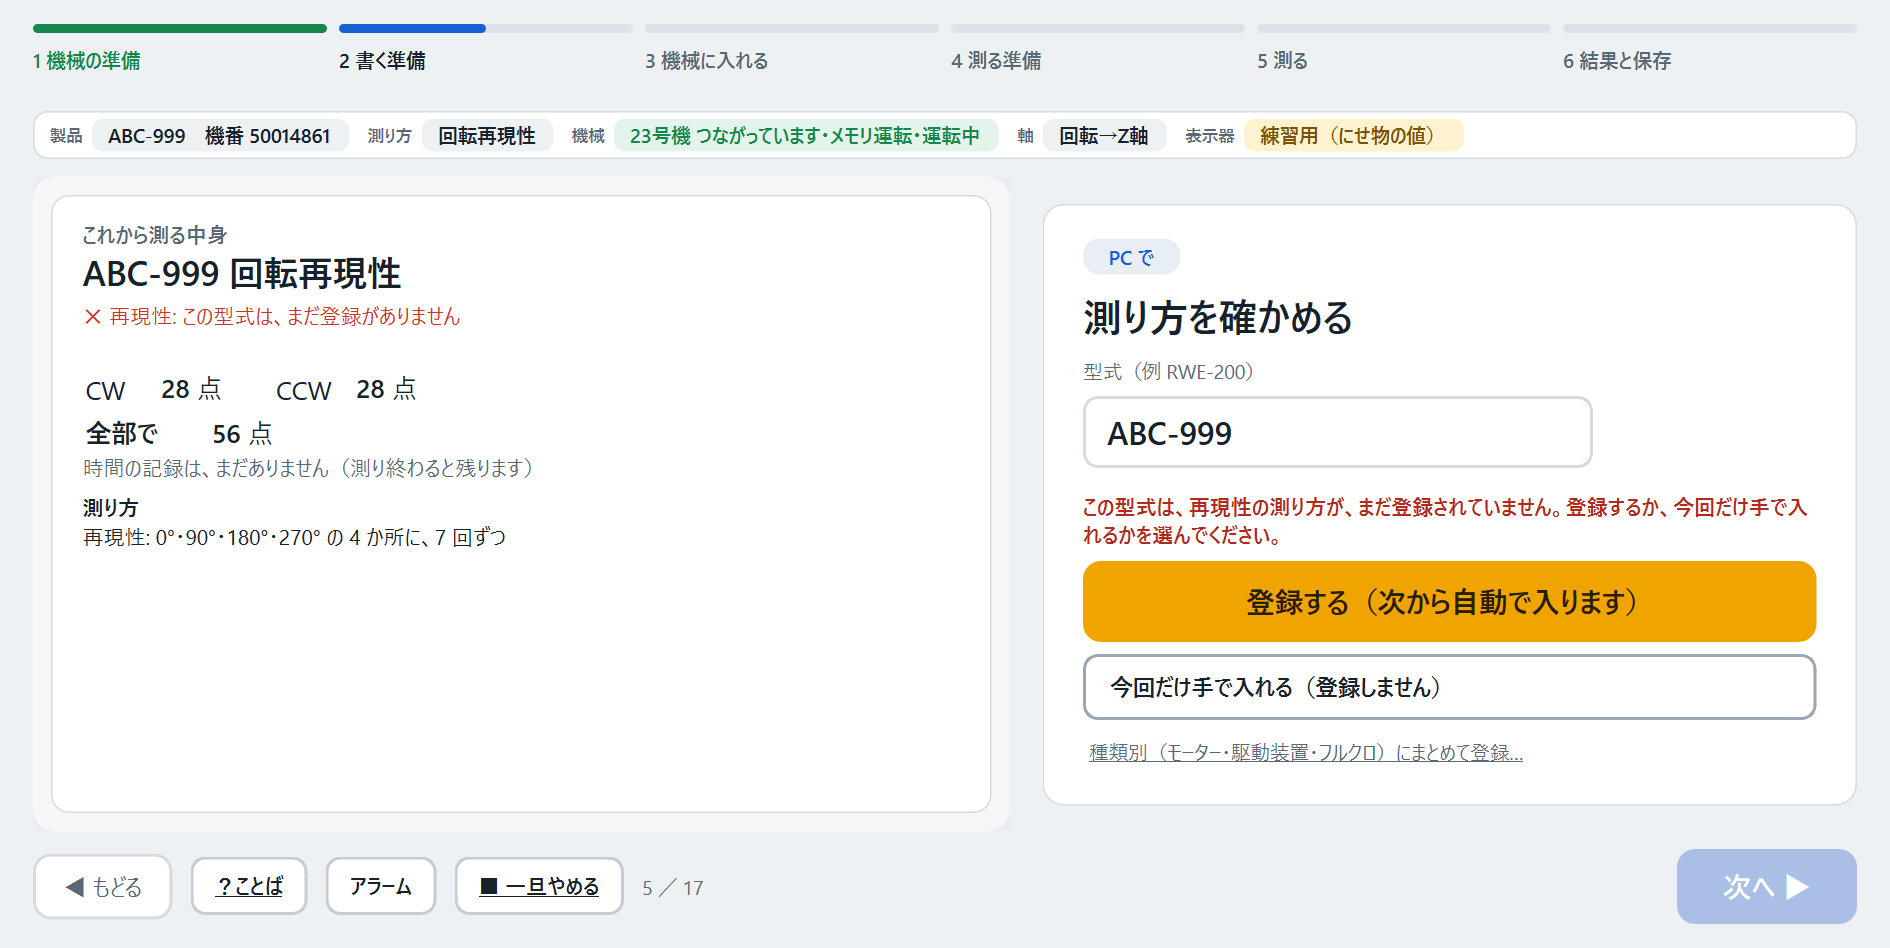 1 機械の準備
2 書く準備
3 機械に入れる
4 測る準備
5 測る
6 結果と保存
製品 ABC-999 機番 50014861 測り方 回転再現性 機械 23号機 つながっています・メモリ運転・運転中 軸 回転→Z軸 表示器 練習用（にせ物の値）
これから測る中身
ABC-999 回転再現性
× 再現性: この型式は、まだ登録がありません
CW 28 点 CCW 28 点
全部で 56 点
時間の記録は、まだありません（測り終わると残ります）
測り方
再現性: 0°・90°・180°・270° の 4 か所に、7 回ずつ
PC で
測り方を確かめる
型式（例 RWE-200）
ABC-999
この型式は、再現性の測り方が、まだ登録されていません。登録するか、今回だけ手で入
れるかを選んでください。
登録する（次から自動で入ります）
今回だけ手で入れる（登録しません）
種類別（モーター・駆動装置・フルクロ）にまとめて登録...
◀ もどる
？ことば
アラーム
■ 一旦やめる
5 ／ 17
次へ ▶